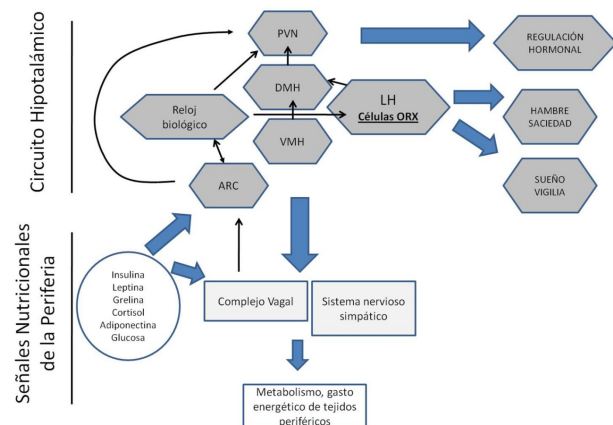 Circuito Hipotalámico
PVN
REGULACIÓN
HORMONAL
DMH
LH
Células ORX
Reloj
biológico
HAMBRE
SACIEDAD
VMH
ARC
SUEÑO
VIGILIA
Señales Nutricionales
de la Periferia
Insulina
Leptina
Grelina
Cortisol
Adiponectina
Glucosa
Complejo Vagal
Sistema nervioso
simpático
Metabolismo, gasto
energético de tejidos
periféricos